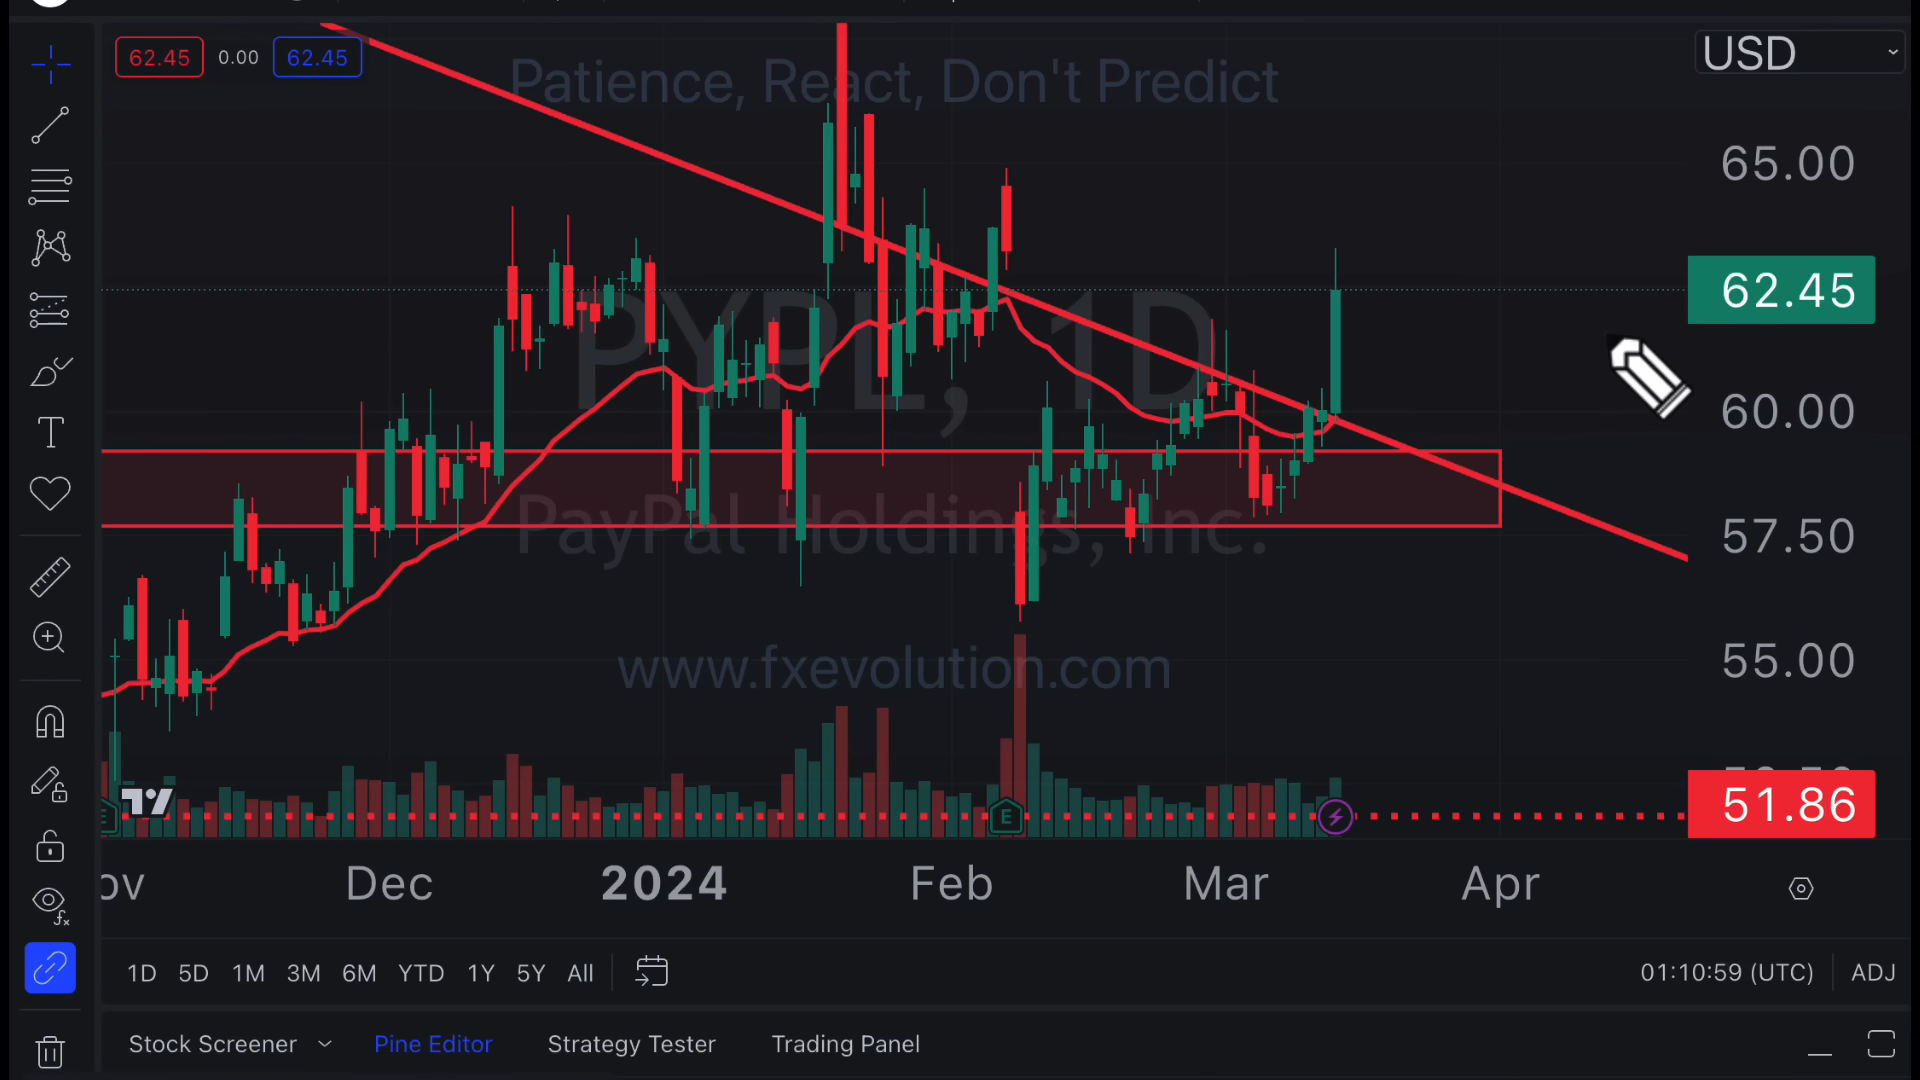 62.45 0.00 62.45
USD
Patience, React, Don't Predict
65.00
62.45
PYPL, 1D
60.00
PayPal Holdings, Inc.
57.50
www.fxevolution.com
55.00
E
51.86
ov Dec 2024 Feb Mar Apr
1D 5D 1M 3M 6M YTD 1Y 5Y All
01:10:59 (UTC) ADJ
Stock Screener Pine Editor Strategy Tester Trading Panel